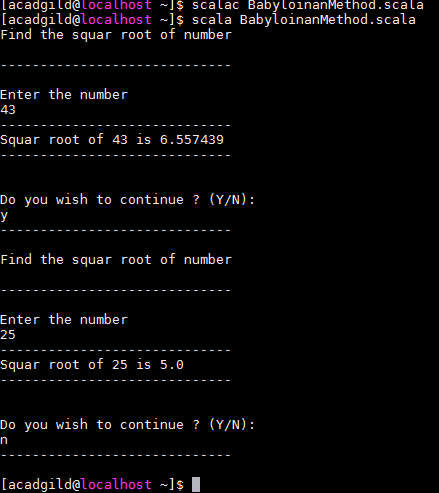 [acadgild@localhost ~]$ scalac BabyloinanMethod.scala
[acadgild@localhost ~]$ scala BabyloinanMethod.scala
Find the squar root of number
-----------------------------
Enter the number
43
-----------------------------
Squar root of 43 is 6.557439
-----------------------------
Do you wish to continue ? (Y/N):
y
-----------------------------
Find the squar root of number
-----------------------------
Enter the number
25
-----------------------------
Squar root of 25 is 5.0
-----------------------------
Do you wish to continue ? (Y/N):
n
-----------------------------
[acadgild@localhost ~]$